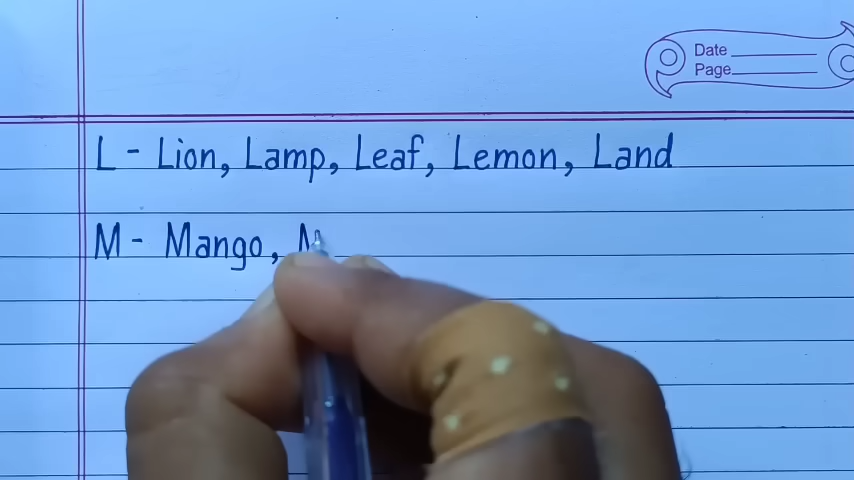 Date
Page
L - Lion, Lamp, Leaf, Lemon, Land
M - Mango,